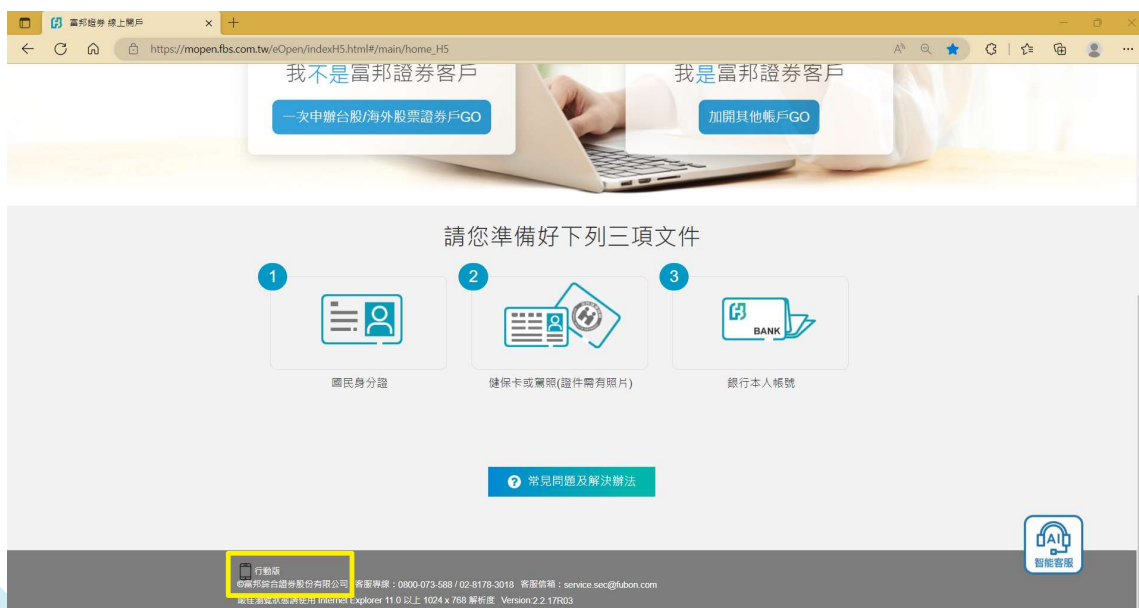 富邦證券 線上開戶
https://mopen.fbs.com.tw/eOpen/indexH5.html#/main/home_H5
我不是富邦證券客戶
一次申辦台股/海外股票證券戶GO
我是富邦證券客戶
加開其他帳戶GO
請您準備好下列三項文件
1
2
3
BANK
國民身分證
健保卡或駕照(證件需有照片)
銀行本人帳號
? 常見問題及解決辦法
AI
智能客服
行動版
©富邦綜合證券股份有限公司 客服專線：0800-073-588 / 02-8178-3018 客服信箱：service.sec@fubon.com
最佳瀏覽狀態請使用 Internet Explorer 11.0 以上 1024 x 768 解析度 Version:2.2.17R03